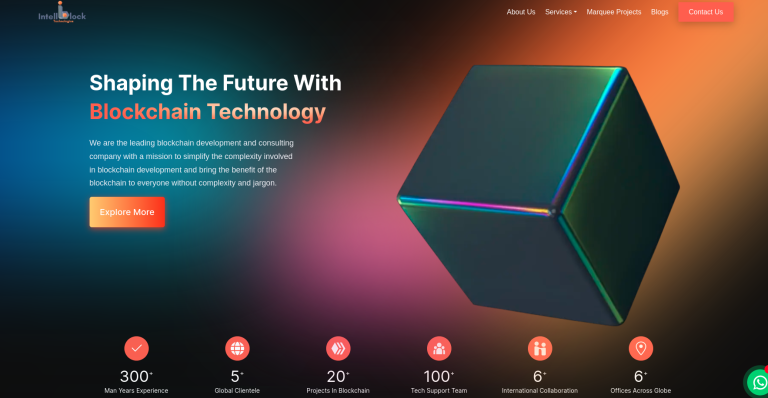 Intelliblock
Technologies
About Us Services Marquee Projects Blogs Contact Us
Shaping The Future With
Blockchain Technology
We are the leading blockchain development and consulting
company with a mission to simplify the complexity involved
in blockchain development and bring the benefit of the
blockchain to everyone without complexity and jargon.
Explore More
300+ 5+ 20+ 100+ 6+ 6+
Man Years Experience Global Clientele Projects In Blockchain Tech Support Team International Collaboration Offices Across Globe